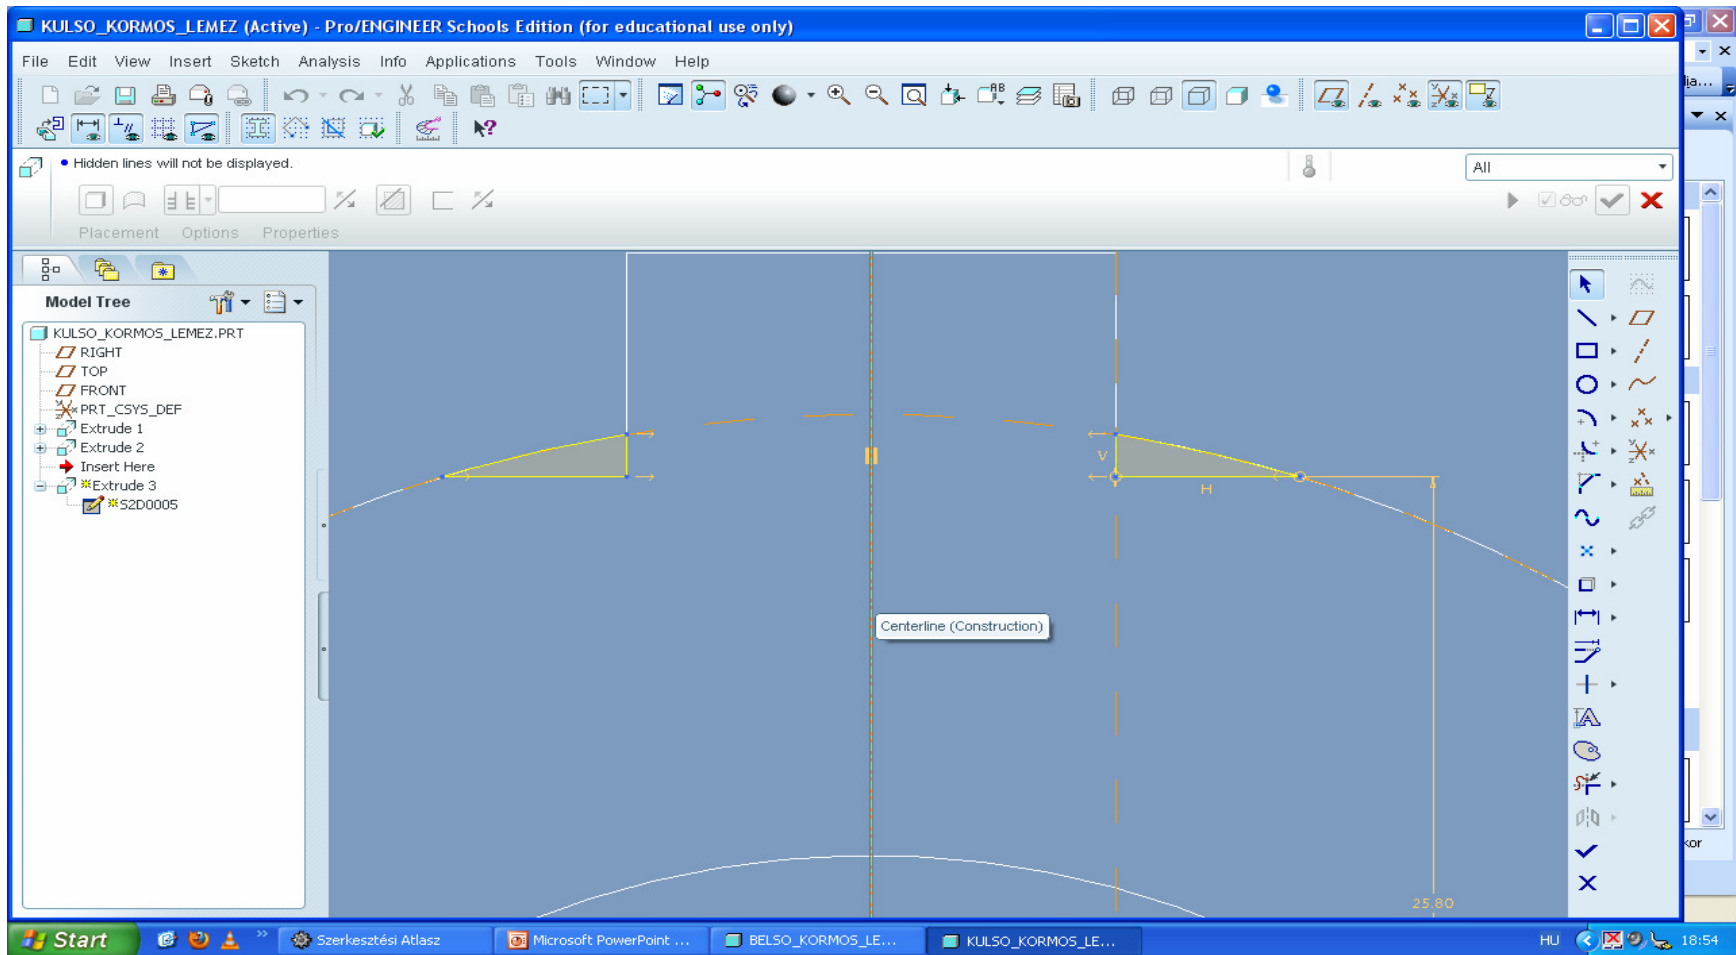 KULSO_KORMOS_LEMEZ (Active) - Pro/ENGINEER Schools Edition (for educational use only)
File Edit View Insert Sketch Analysis Info Applications Tools Window Help
Hidden lines will not be displayed.
All
Placement Options Properties
Model Tree
KULSO_KORMOS_LEMEZ.PRT
RIGHT
TOP
FRONT
PRT_CSYS_DEF
Extrude 1
Extrude 2
Insert Here
Extrude 3
S2D0005
V
H
Centerline (Construction)
25.80
Start
Szerkesztési Atlasz
Microsoft PowerPoint ...
BELSO_KORMOS_LE...
KULSO_KORMOS_LE...
HU
18:54